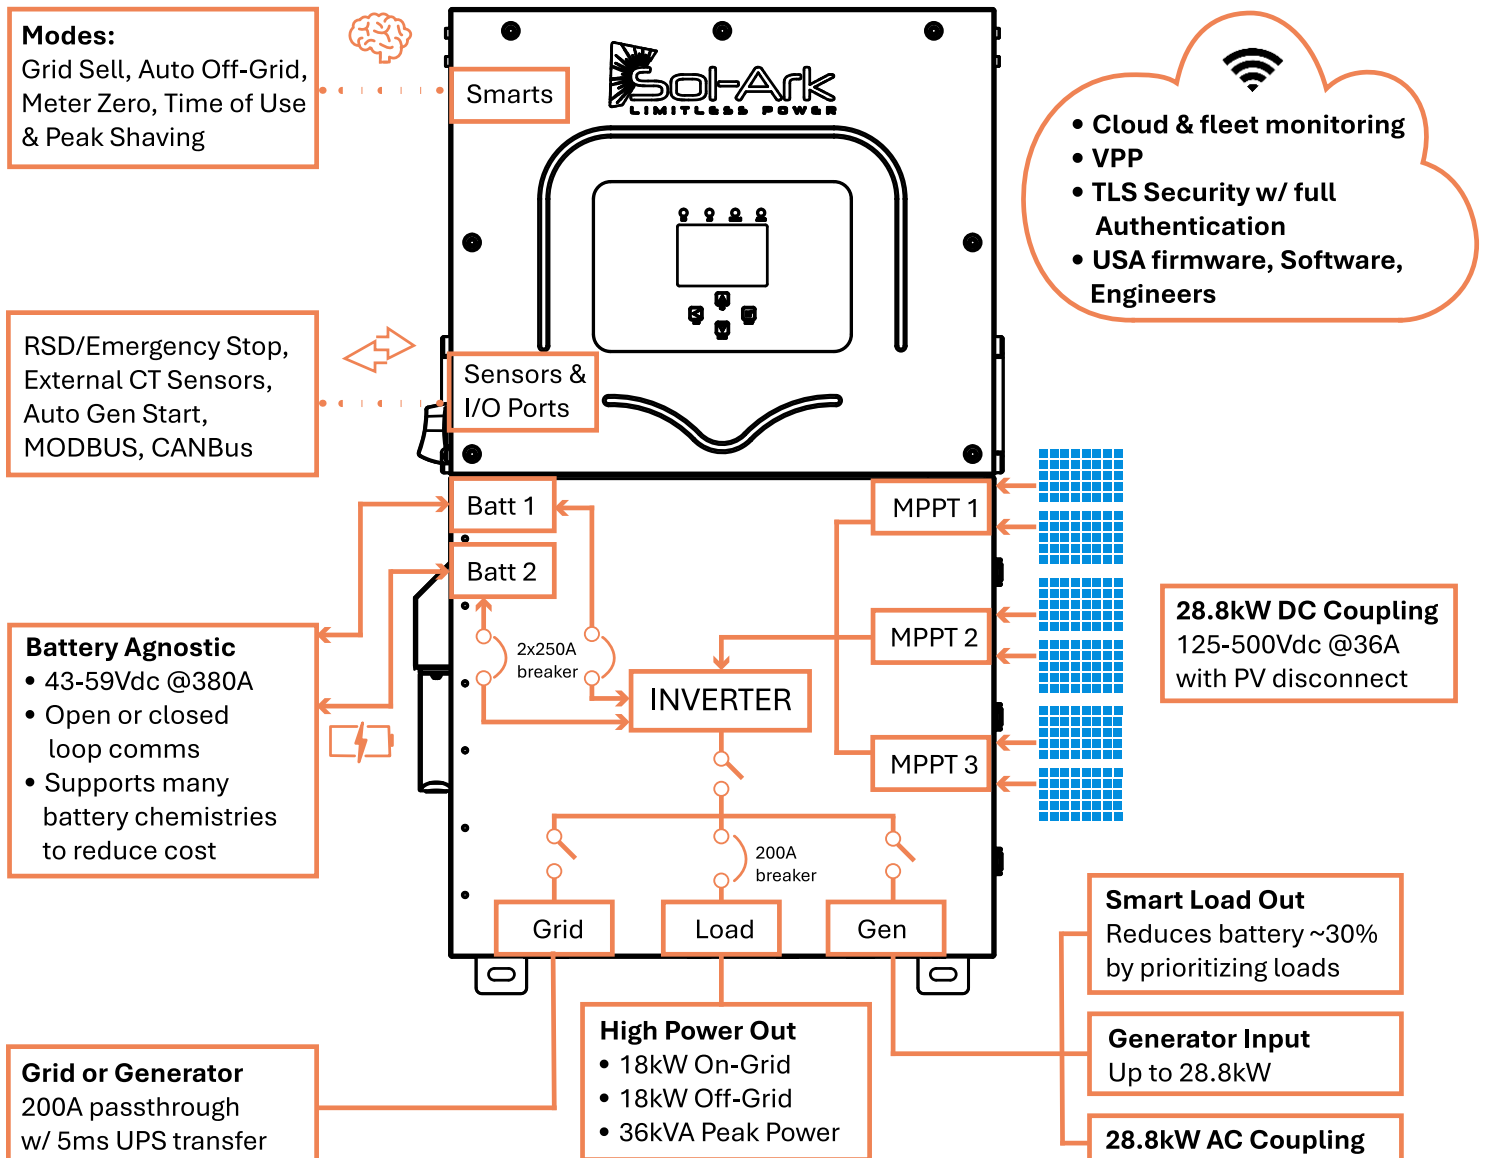 Modes:
Grid Sell, Auto Off-Grid,
Meter Zero, Time of Use
& Peak Shaving
Smarts
Sol-Ark
LIMITLESS POWER
• Cloud & fleet monitoring
• VPP
• TLS Security w/ full
Authentication
• USA firmware, Software,
Engineers
RSD/Emergency Stop,
External CT Sensors,
Auto Gen Start,
MODBUS, CANBus
Sensors &
I/O Ports
Batt 1
Batt 2
MPPT 1
MPPT 2
MPPT 3
2x250A
breaker
INVERTER
28.8kW DC Coupling
125-500Vdc @36A
with PV disconnect
Battery Agnostic
• 43-59Vdc @380A
• Open or closed
loop comms
• Supports many
battery chemistries
to reduce cost
200A
breaker
Grid
Load
Gen
Smart Load Out
Reduces battery ~30%
by prioritizing loads
Generator Input
Up to 28.8kW
28.8kW AC Coupling
High Power Out
• 18kW On-Grid
• 18kW Off-Grid
• 36kVA Peak Power
Grid or Generator
200A passthrough
w/ 5ms UPS transfer